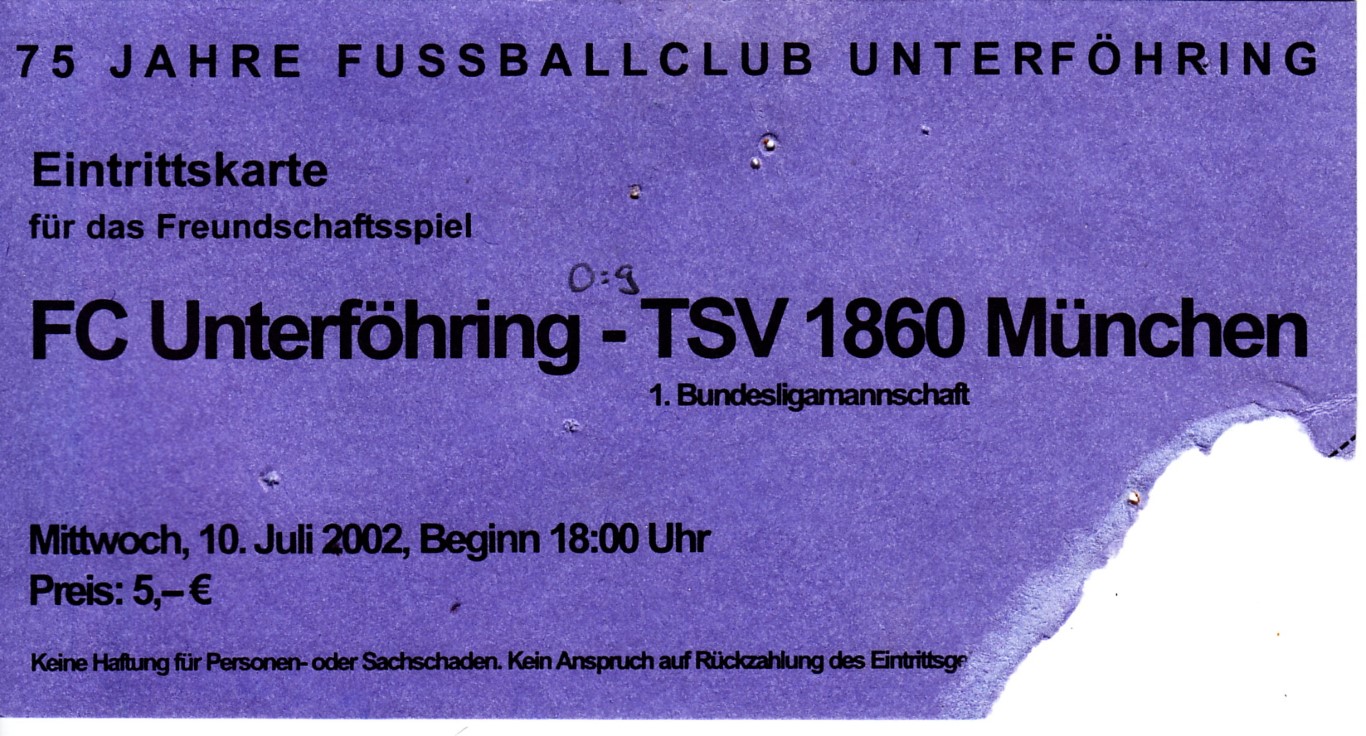 75 JAHRE FUSSBALLCLUB UNTERFÖHRING
Eintrittskarte
für das Freundschaftsspiel
0:9
FC Unterföhring - TSV 1860 München
1. Bundesligamannschaft
Mittwoch, 10. Juli 2002, Beginn 18:00 Uhr
Preis: 5,– €
Keine Haftung für Personen- oder Sachschaden. Kein Anspruch auf Rückzahlung des Eintrittsge